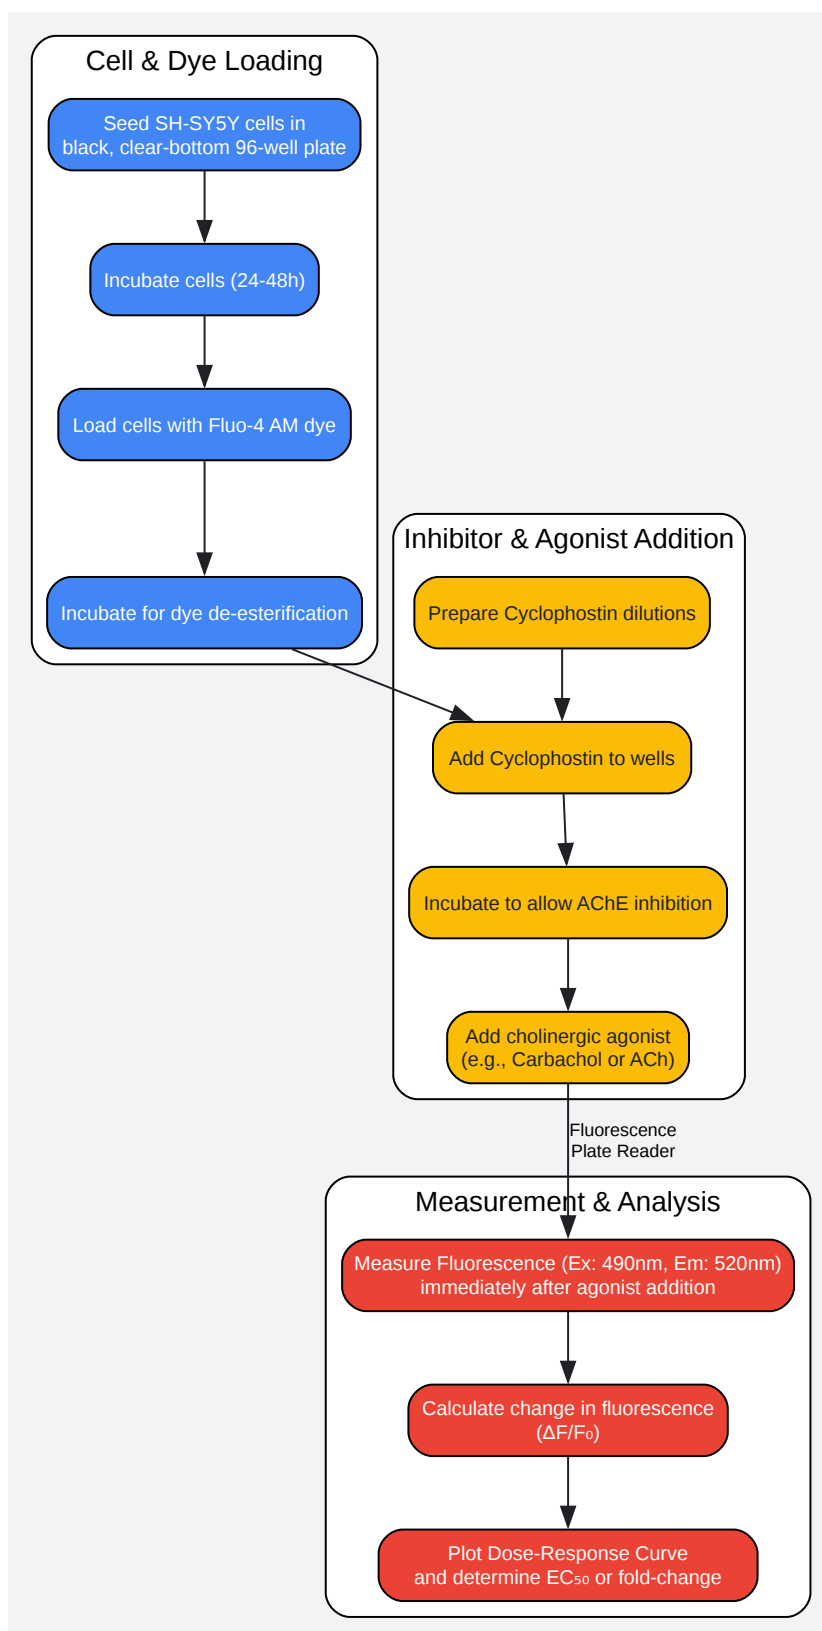 Cell & Dye Loading
Seed SH-SY5Y cells in
black, clear-bottom 96-well plate
Incubate cells (24-48h)
Load cells with Fluo-4 AM dye
Incubate for dye de-esterification
Inhibitor & Agonist Addition
Prepare Cyclophostin dilutions
Add Cyclophostin to wells
Incubate to allow AChE inhibition
Add cholinergic agonist
(e.g., Carbachol or ACh)
Fluorescence
Plate Reader
Measurement & Analysis
Measure Fluorescence (Ex: 490nm, Em: 520nm)
immediately after agonist addition
Calculate change in fluorescence
(ΔF/F₀)
Plot Dose-Response Curve
and determine EC₅₀ or fold-change